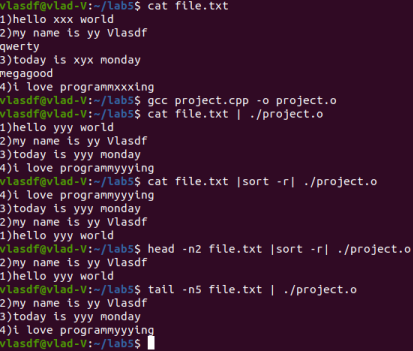 vlasdf@vlad-V:~/lab5$ cat file.txt
1)hello xxx world
2)my name is yy Vlasdf
qwerty
3)today is xyx monday
megagood
4)i love programmxxxing
vlasdf@vlad-V:~/lab5$ gcc project.cpp -o project.o
vlasdf@vlad-V:~/lab5$ cat file.txt | ./project.o
1)hello yyy world
2)my name is yy Vlasdf
3)today is yyy monday
4)i love programmyyying
vlasdf@vlad-V:~/lab5$ cat file.txt |sort -r| ./project.o
4)i love programmyyying
3)today is yyy monday
2)my name is yy Vlasdf
1)hello yyy world
vlasdf@vlad-V:~/lab5$ head -n2 file.txt |sort -r| ./project.o
2)my name is yy Vlasdf
1)hello yyy world
vlasdf@vlad-V:~/lab5$ tail -n5 file.txt | ./project.o
2)my name is yy Vlasdf
3)today is yyy monday
4)i love programmyyying
vlasdf@vlad-V:~/lab5$